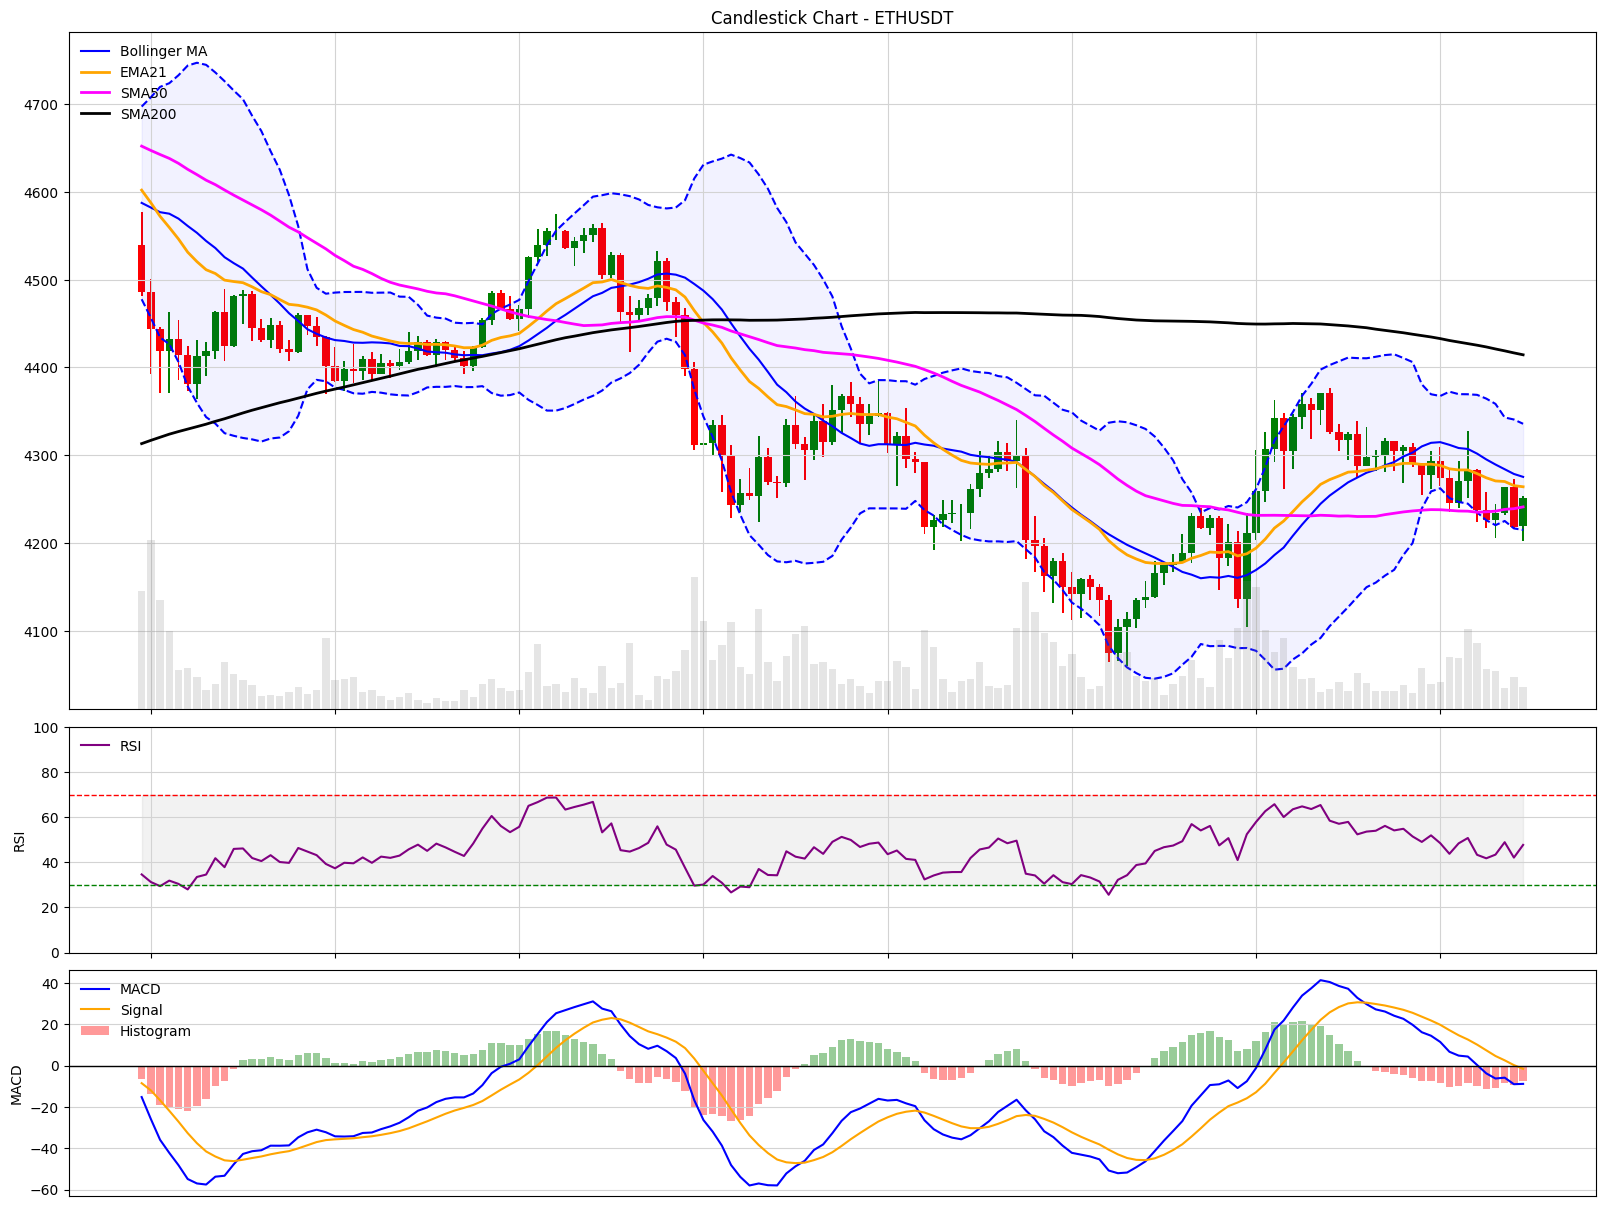 Candlestick Chart - ETHUSDT
Bollinger MA
EMA21
SMA50
SMA200
4700
4600
4500
4400
4300
4200
4100
RSI
100
80
60
40
20
0
RSI
MACD
Signal
Histogram
40
20
0
−20
−40
−60
MACD